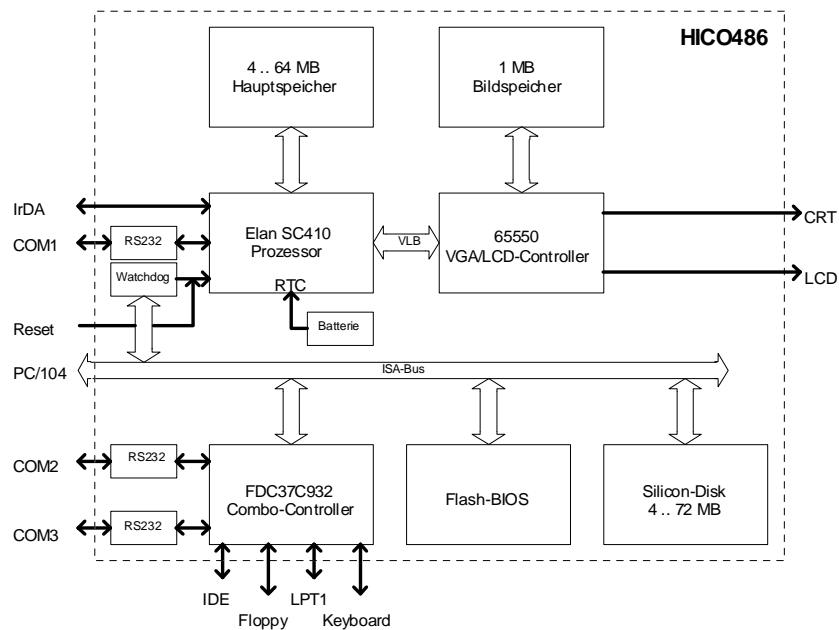 HICO486
4 .. 64 MB
Hauptspeicher
1 MB
Bildspeicher
IrDA
COM1
RS232
Elan SC410
Prozessor
RTC
VLB
65550
VGA/LCD-Controller
CRT
LCD
Watchdog
Reset
Batterie
PC/104
ISA-Bus
COM2
RS232
COM3
RS232
FDC37C932
Combo-Controller
Flash-BIOS
Silicon-Disk
4 .. 72 MB
IDE
LPT1
Floppy
Keyboard